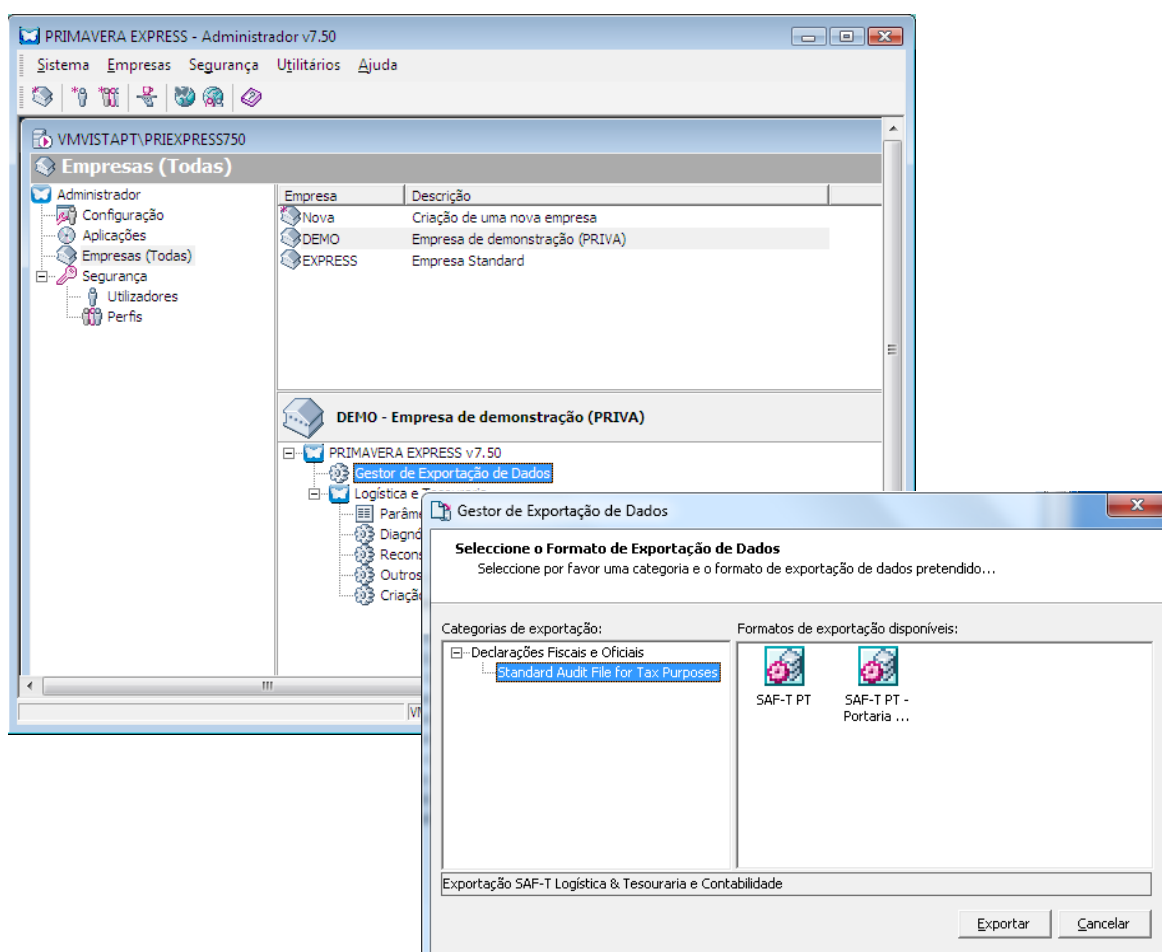 PRIMAVERA EXPRESS - Administrador v7.50
Sistema Empresas Segurança Utilitários Ajuda
VMVISTAPT\PRIEXPRESS750
Empresas (Todas)
Administrador
Configuração
Aplicações
Empresas (Todas)
Segurança
Utilizadores
Perfis
Empresa Descrição
Nova Criação de uma nova empresa
DEMO Empresa de demonstração (PRIVA)
EXPRESS Empresa Standard
DEMO - Empresa de demonstração (PRIVA)
PRIMAVERA EXPRESS v7.50
Gestor de Exportação de Dados
Logística e
Parâm
Diagnó
Recons
Outros
Criaçã
Gestor de Exportação de Dados
Seleccione o Formato de Exportação de Dados
Seleccione por favor uma categoria e o formato de exportação de dados pretendido...
Categorias de exportação:
Declarações Fiscais e Oficiais
Standard Audit File for Tax Purposes
Formatos de exportação disponíveis:
SAF-T PT
SAF-T PT -
Portaria ...
Exportação SAF-T Logística & Tesouraria e Contabilidade
Exportar Cancelar